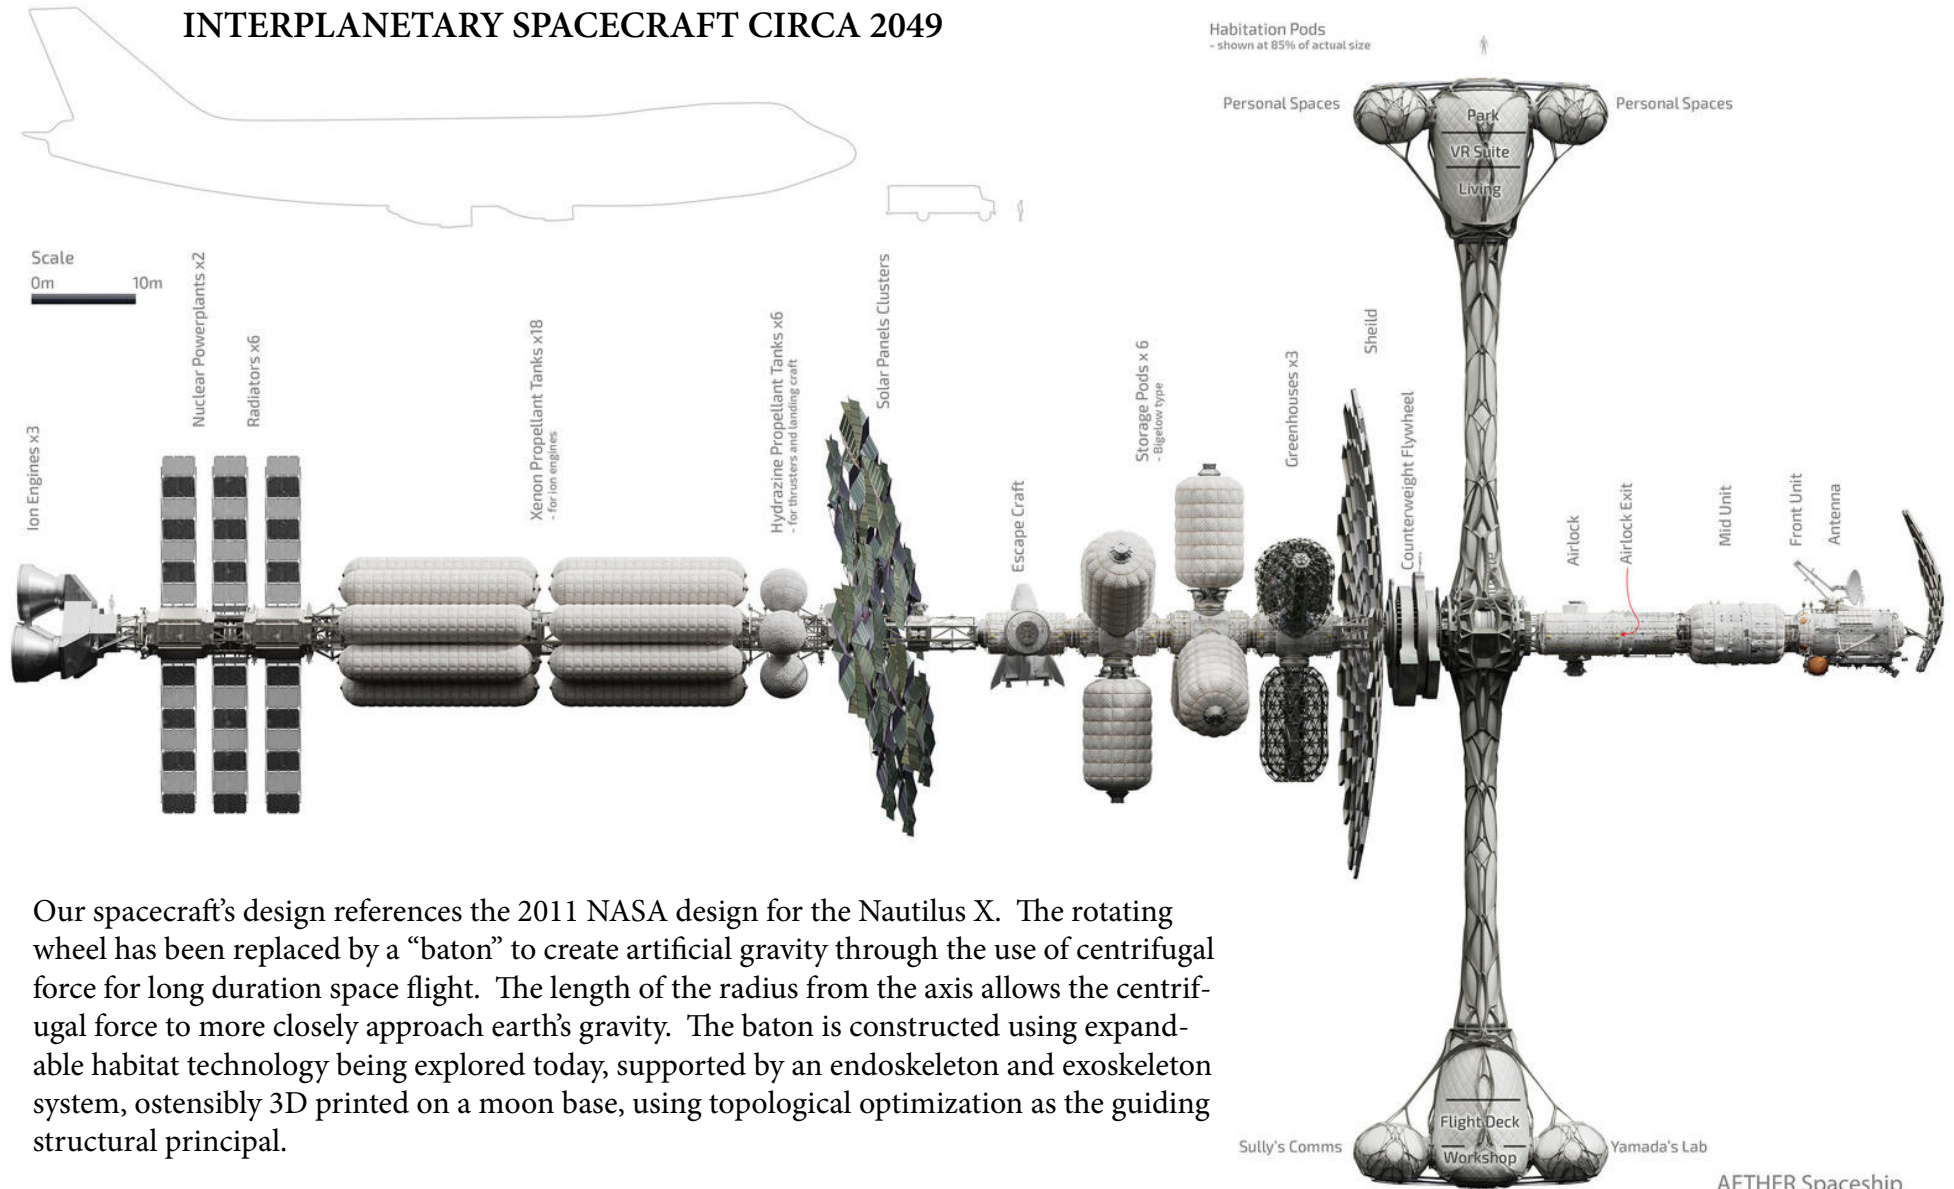 INTERPLANETARY SPACECRAFT CIRCA 2049
Habitation Pods
- shown at 85% of actual size
Personal Spaces
Personal Spaces
Park
VR Suite
Living
Scale
0m
10m
Ion Engines x3
Nuclear Powerplants x2
Radiators x6
Xenon Propellant Tanks x18
- for ion engines
Hydrazine Propellant Tanks x6
- for thrusters and landing craft
Solar Panels Clusters
Escape Craft
Storage Pods x 6
- Bigelow type
Greenhouses x3
Sheild
Counterweight Flywheel
Airlock
Airlock Exit
Mid Unit
Front Unit
Antenna
Our spacecraft's design references the 2011 NASA design for the Nautilus X. The rotating
wheel has been replaced by a “baton” to create artificial gravity through the use of centrifugal
force for long duration space flight. The length of the radius from the axis allows the centrif-
ugal force to more closely approach earth's gravity. The baton is constructed using expand-
able habitat technology being explored today, supported by an endoskeleton and exoskeleton
system, ostensibly 3D printed on a moon base, using topological optimization as the guiding
structural principal.
Flight Deck
Workshop
Sully's Comms
Yamada's Lab
AETHER Spaceship